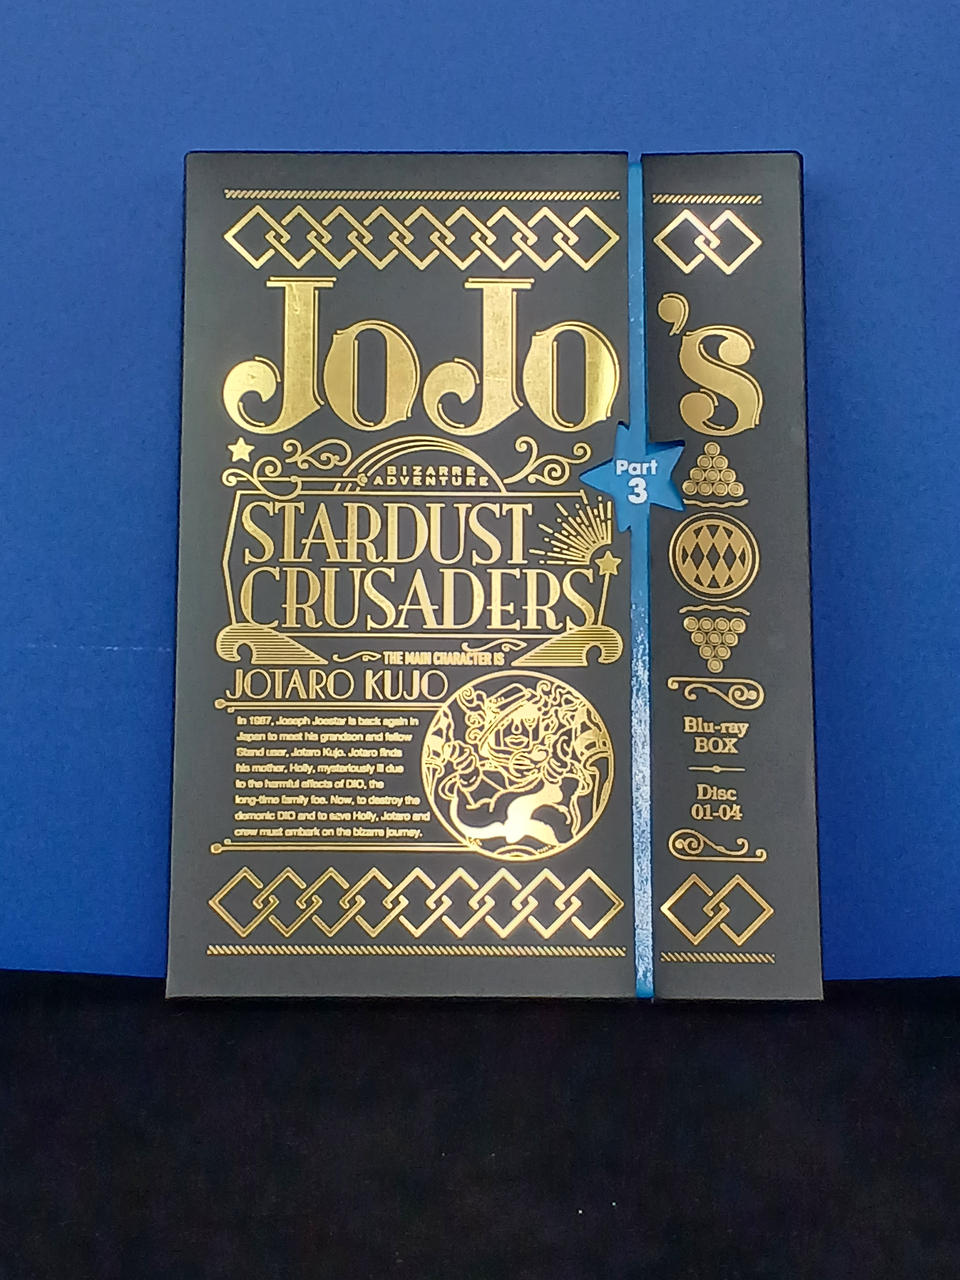 JoJo's
BIZARRE
ADVENTURE
Part
3
STARDUST
CRUSADERS
THE MAIN CHARACTER IS
JOTARO KUJO
In 1987, Joseph Joestar is back again in
Japan to meet his grandson and fellow
Stand user, Jotaro Kujo. Jotaro finds
his mother, Holly, mysteriously ill due
to the harmful effects of DIO, the
long-time family foe. Now, to destroy the
demonic DIO and to save Holly, Jotaro and
crew must embark on the bizarre journey.
Blu-ray
BOX
Disc
01-04